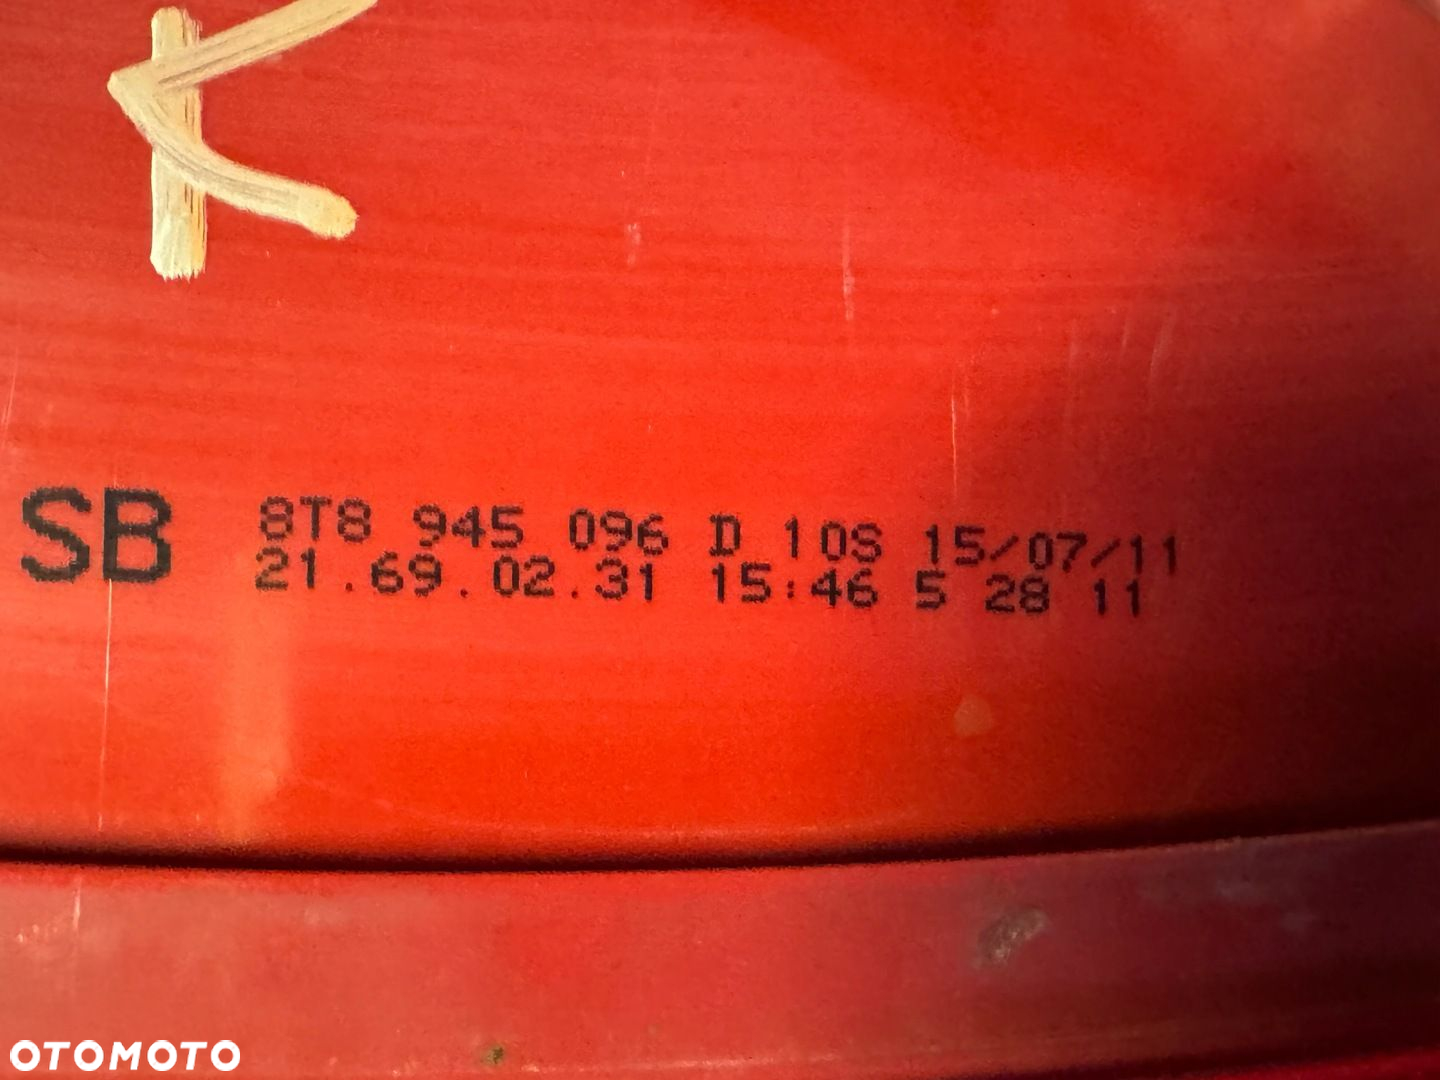 K
SB 8T8 945 096 D 10S 15/07/11
21.69.02.31 15:46 5 28 11
OTOMOTO